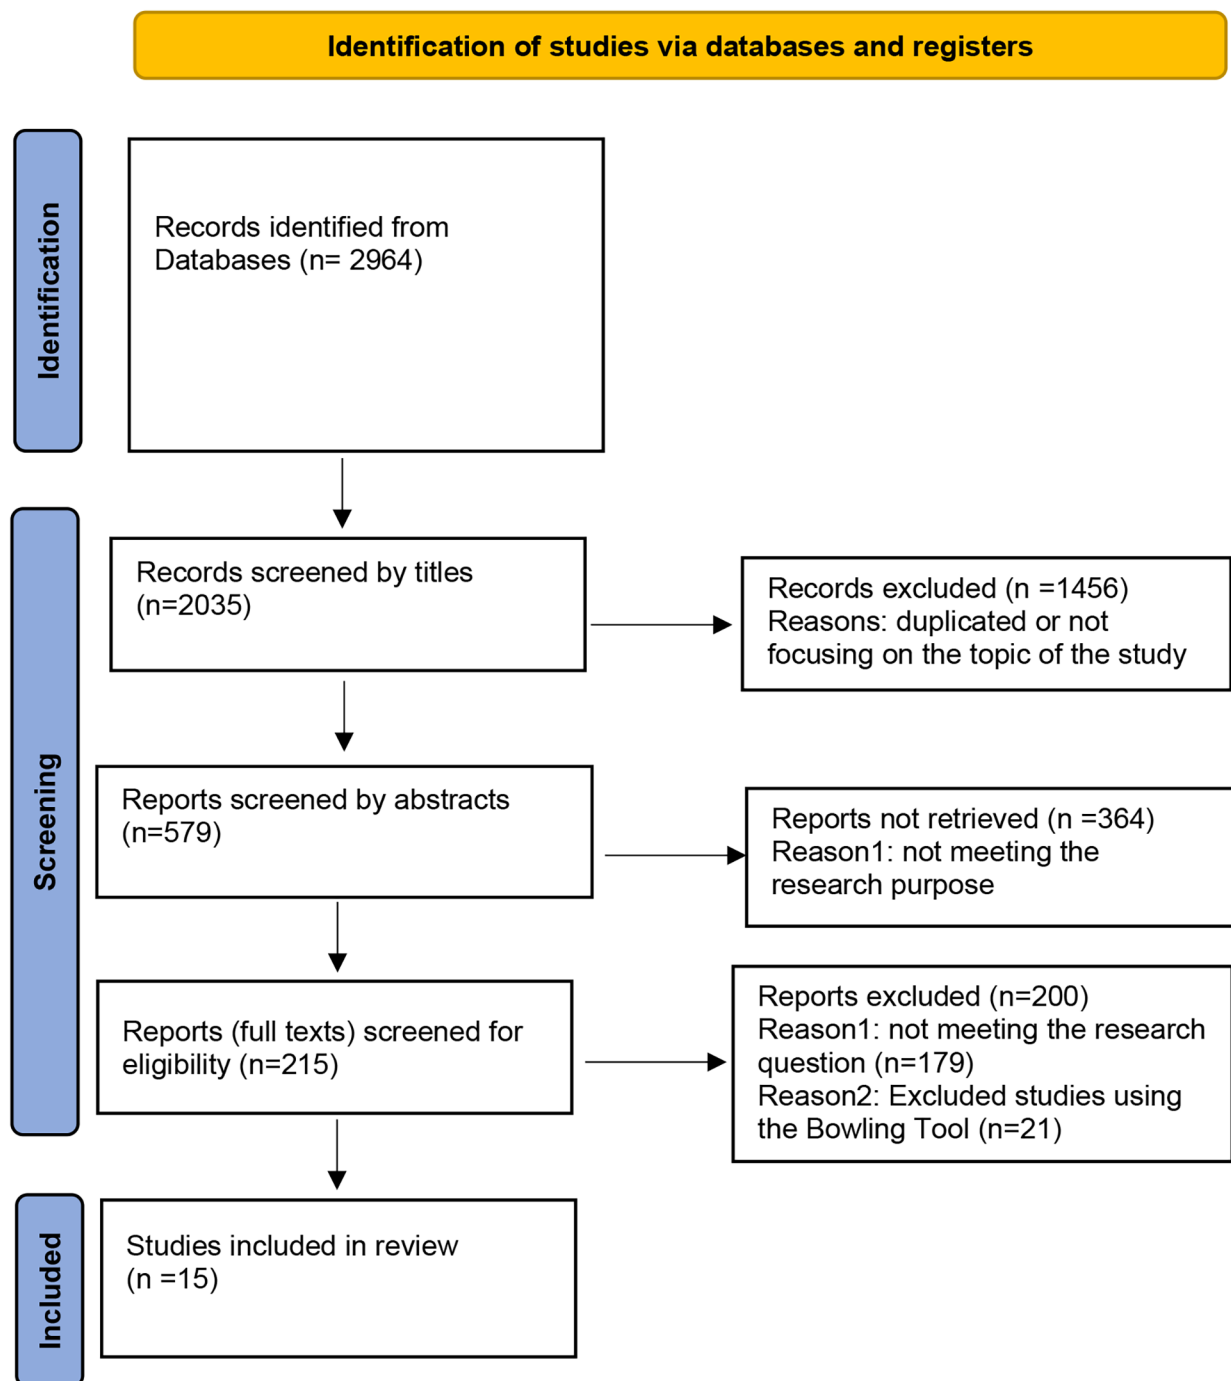 Identification of studies via databases and registers
Identification
Records identified from
Databases (n= 2964)
Screening
Records screened by titles
(n=2035)
Records excluded (n =1456)
Reasons: duplicated or not
focusing on the topic of the study
Reports screened by abstracts
(n=579)
Reports not retrieved (n =364)
Reason1: not meeting the
research purpose
Reports (full texts) screened for
eligibility (n=215)
Reports excluded (n=200)
Reason1: not meeting the research
question (n=179)
Reason2: Excluded studies using
the Bowling Tool (n=21)
Included
Studies included in review
(n =15)